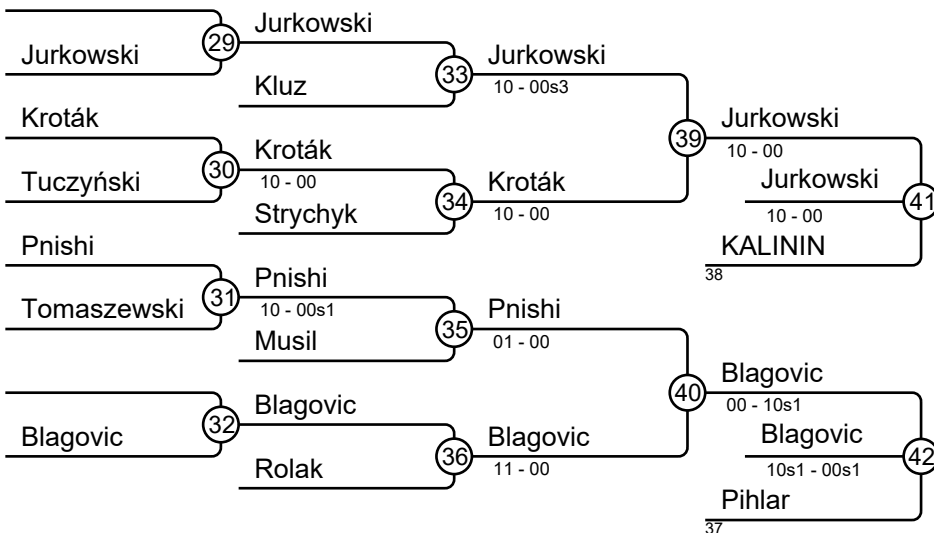 Jurkowski
29
Jurkowski
Kluz
33
Jurkowski
10 - 00s3
Kroták
Tuczyński
30
Kroták
10 - 00
Strychyk
34
Kroták
10 - 00
39
Jurkowski
10 - 00
Jurkowski
10 - 00
41
KALININ
38
Pnishi
Tomaszewski
31
Pnishi
10 - 00s1
Musil
35
Pnishi
01 - 00
Blagovic
32
Blagovic
Rolak
36
Blagovic
11 - 00
40
Blagovic
00 - 10s1
Blagovic
10s1 - 00s1
42
Pihlar
37